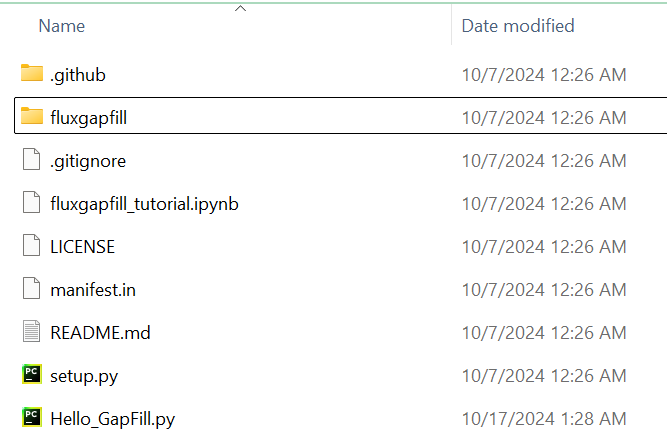 Name Date modified
.github 10/7/2024 12:26 AM
fluxgapfill 10/7/2024 12:26 AM
.gitignore 10/7/2024 12:26 AM
fluxgapfill_tutorial.ipynb 10/7/2024 12:26 AM
LICENSE 10/7/2024 12:26 AM
manifest.in 10/7/2024 12:26 AM
README.md 10/7/2024 12:26 AM
PC setup.py 10/7/2024 12:26 AM
PC Hello_GapFill.py 10/17/2024 1:28 AM